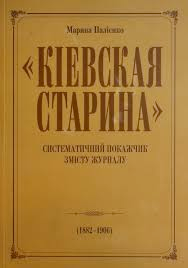 Марина Палієнко
«КІЕВСКАЯ
СТАРИНА»
СИСТЕМАТИЧНИЙ ПОКАЖЧИК
ЗМІСТУ ЖУРНАЛУ
(1882–1906)